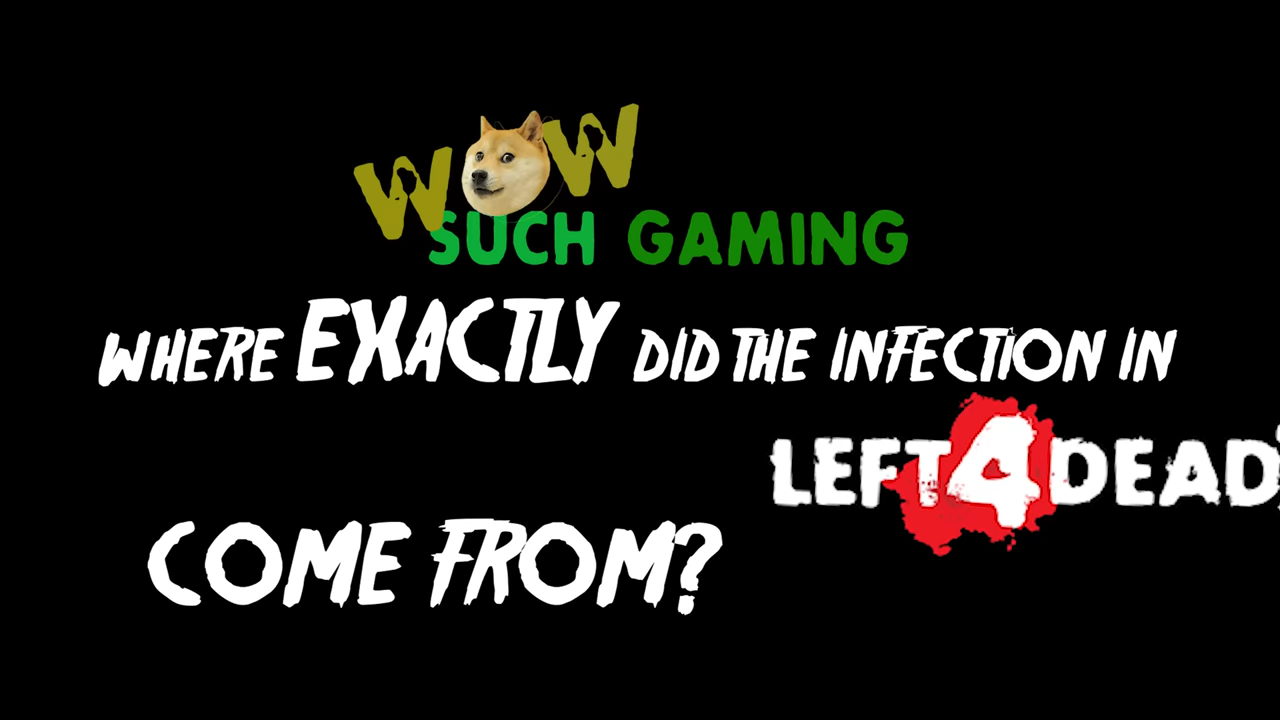 WOW
SUCH GAMING
WHERE EXACTLY DID THE INFECTION IN
LEFT4DEAD
COME FROM?